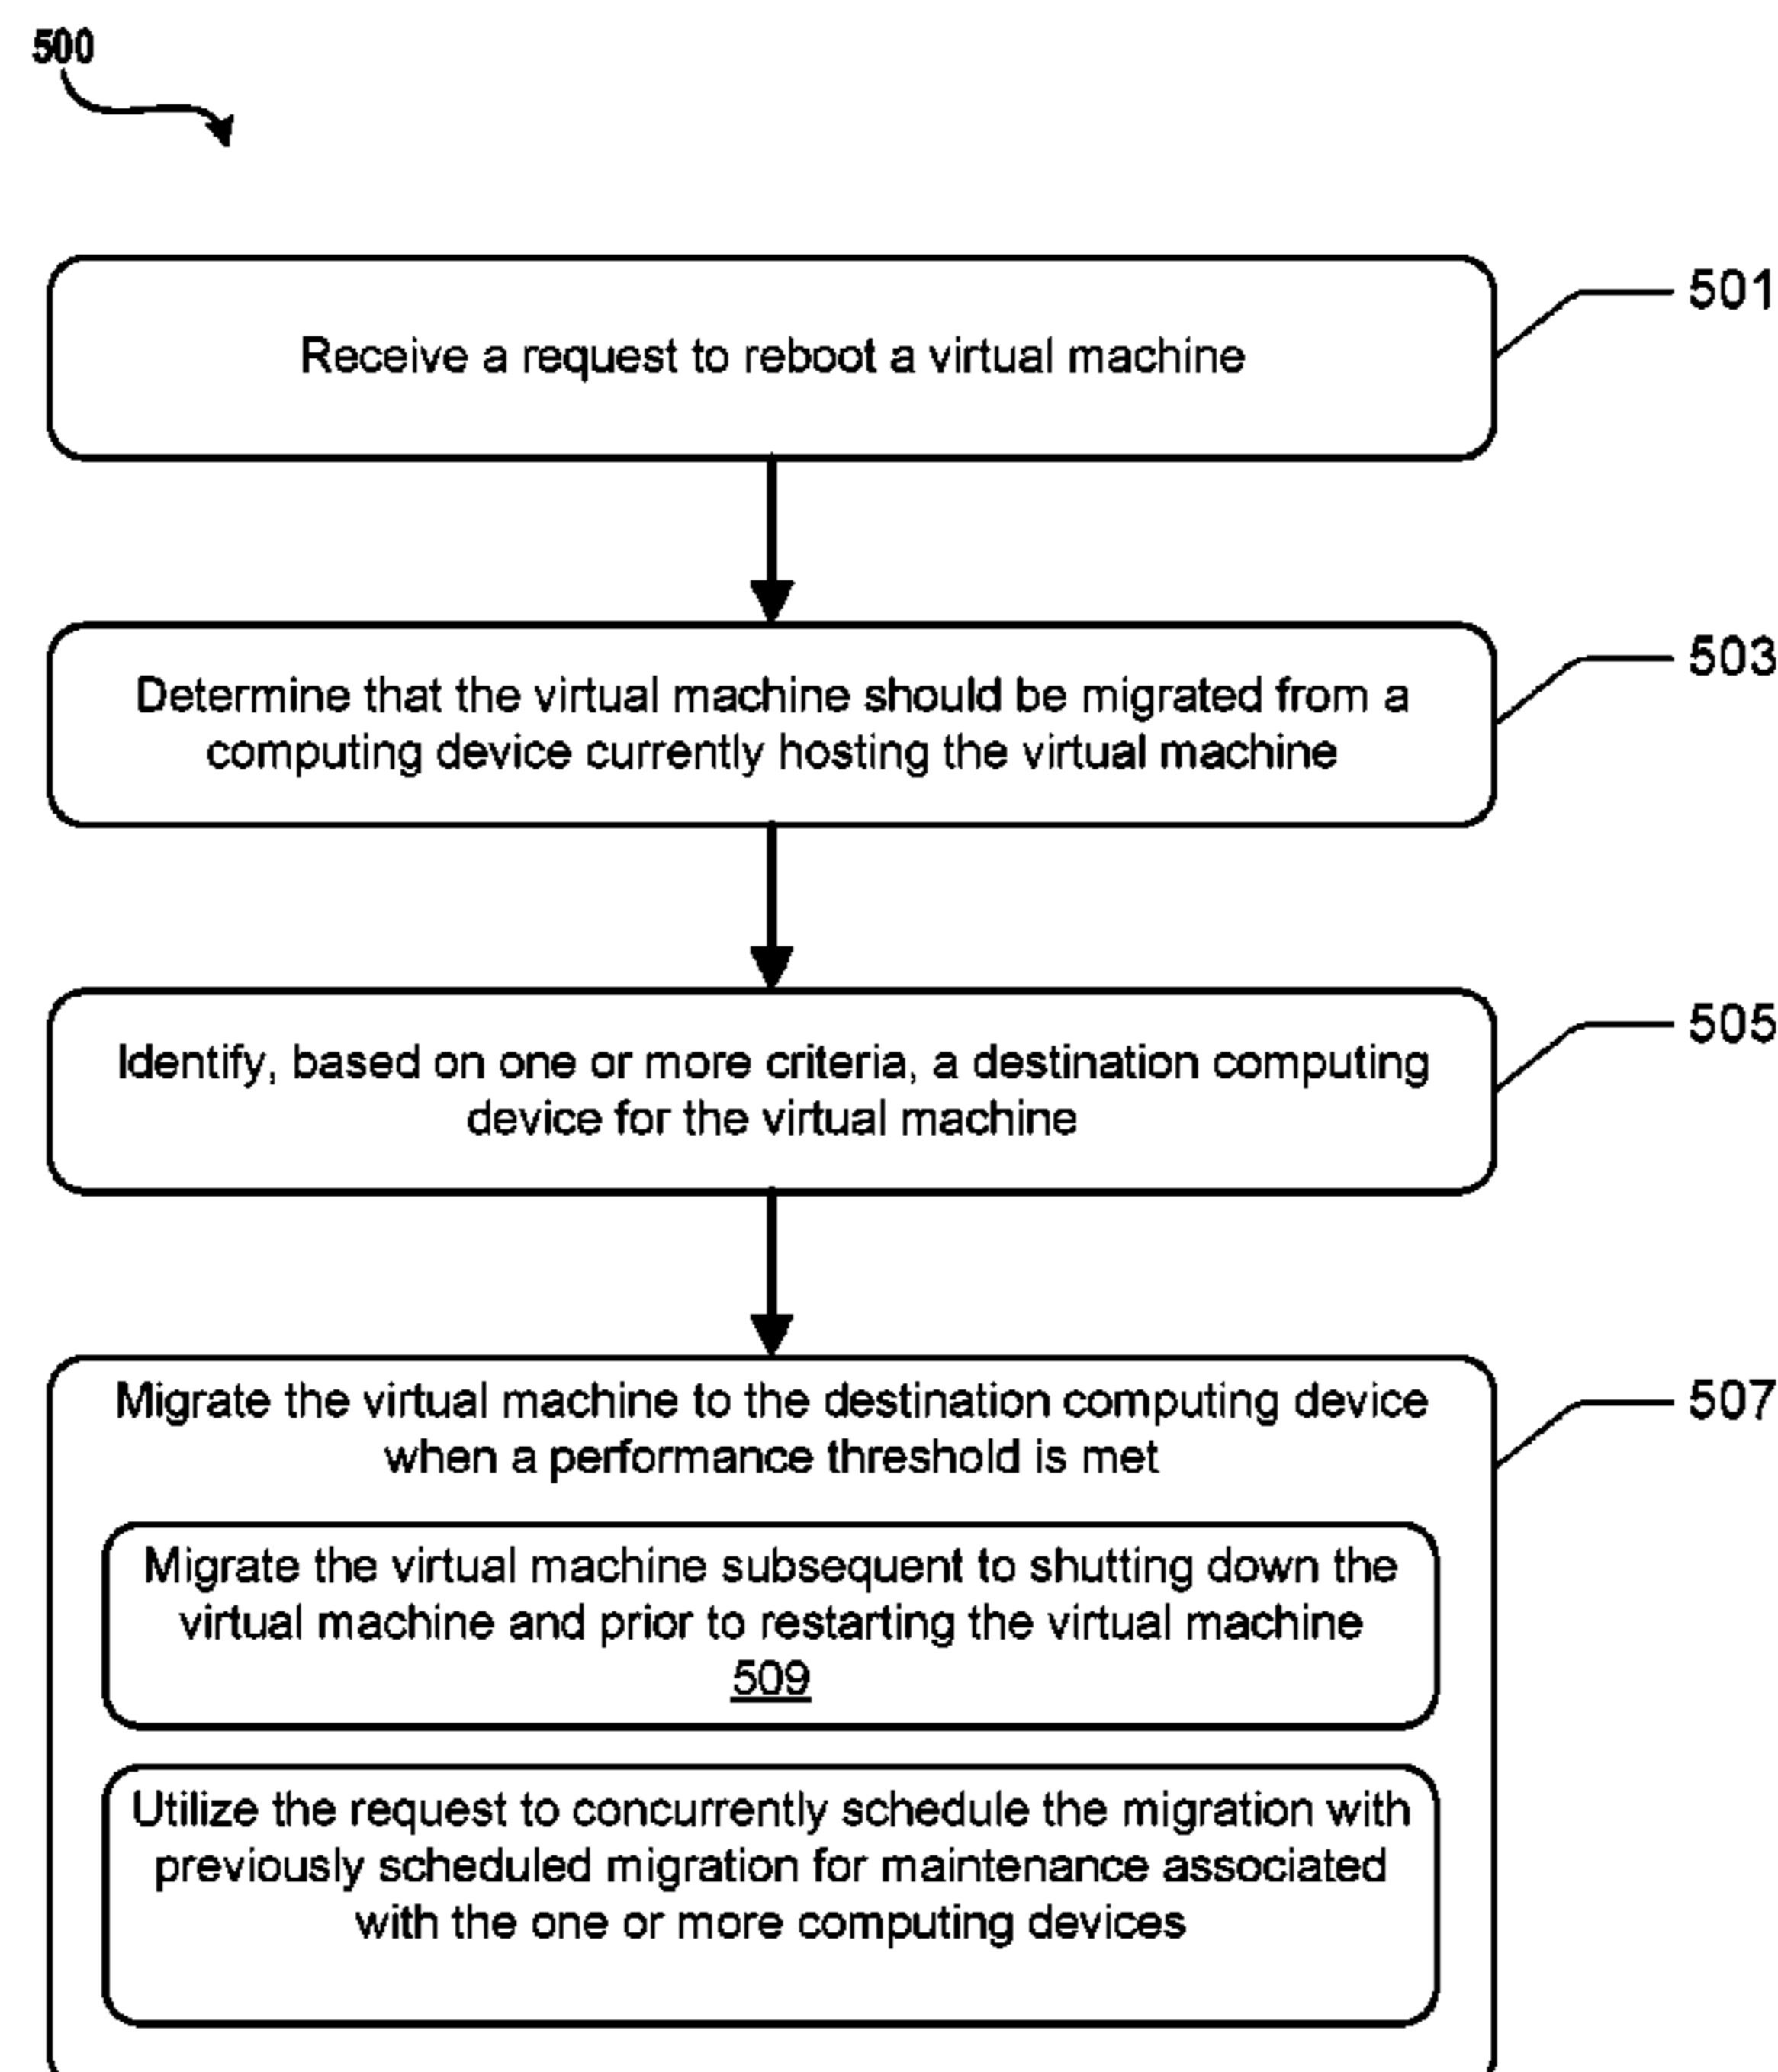 500
Receive a request to reboot a virtual machine
501
Determine that the virtual machine should be migrated from a
computing device currently hosting the virtual machine
503
Identify, based on one or more criteria, a destination computing
device for the virtual machine
505
Migrate the virtual machine to the destination computing device
when a performance threshold is met
507
Migrate the virtual machine subsequent to shutting down the
virtual machine and prior to restarting the virtual machine
509
Utilize the request to concurrently schedule the migration with
previously scheduled migration for maintenance associated
with the one or more computing devices